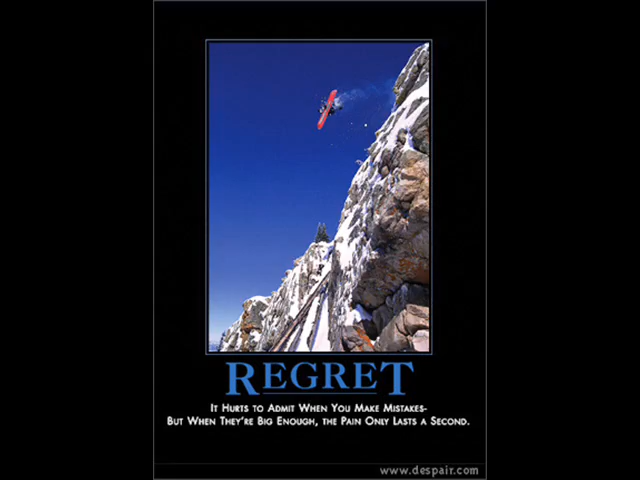 REGRET
IT HURTS TO ADMIT WHEN YOU MAKE MISTAKES-
BUT WHEN THEY'RE BIG ENOUGH, THE PAIN ONLY LASTS A SECOND.
www.despair.com